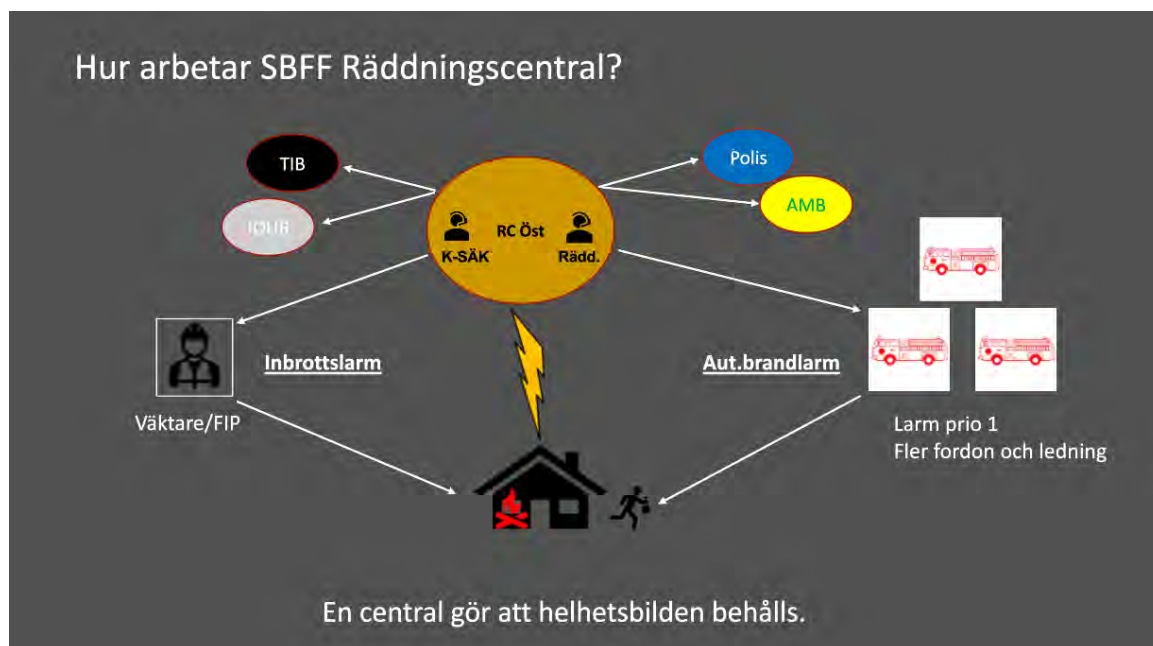 Hur arbetar SBFF Räddningscentral?
TIB
Polis
AMB
RC Öst
K-SÄK
Rädd.
Inbrottslarm
Aut.brandlarm
Väktare/FIP
Larm prio 1
Fler fordon och ledning
En central gör att helhetsbilden behålls.